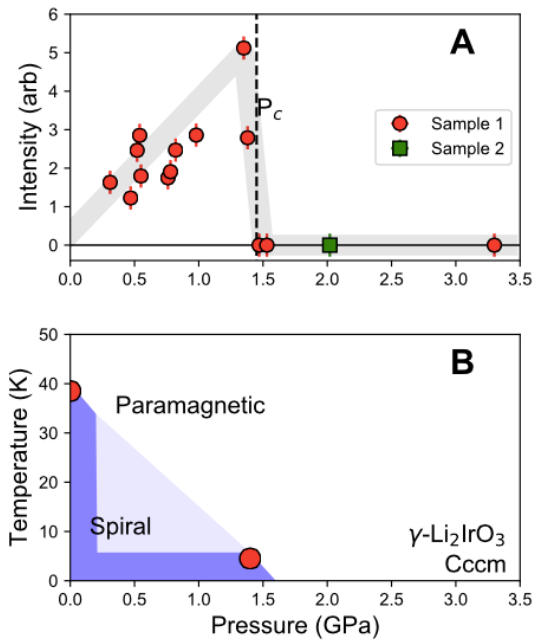 6
5
4
3
2
1
0
Intensity (arb)
A
P_c
Sample 1
Sample 2
0.0 0.5 1.0 1.5 2.0 2.5 3.0 3.5
50
40
30
20
10
0
Temperature (K)
B
Paramagnetic
Spiral
γ-Li₂IrO₃
Cccm
0.0 0.5 1.0 1.5 2.0 2.5 3.0 3.5
Pressure (GPa)